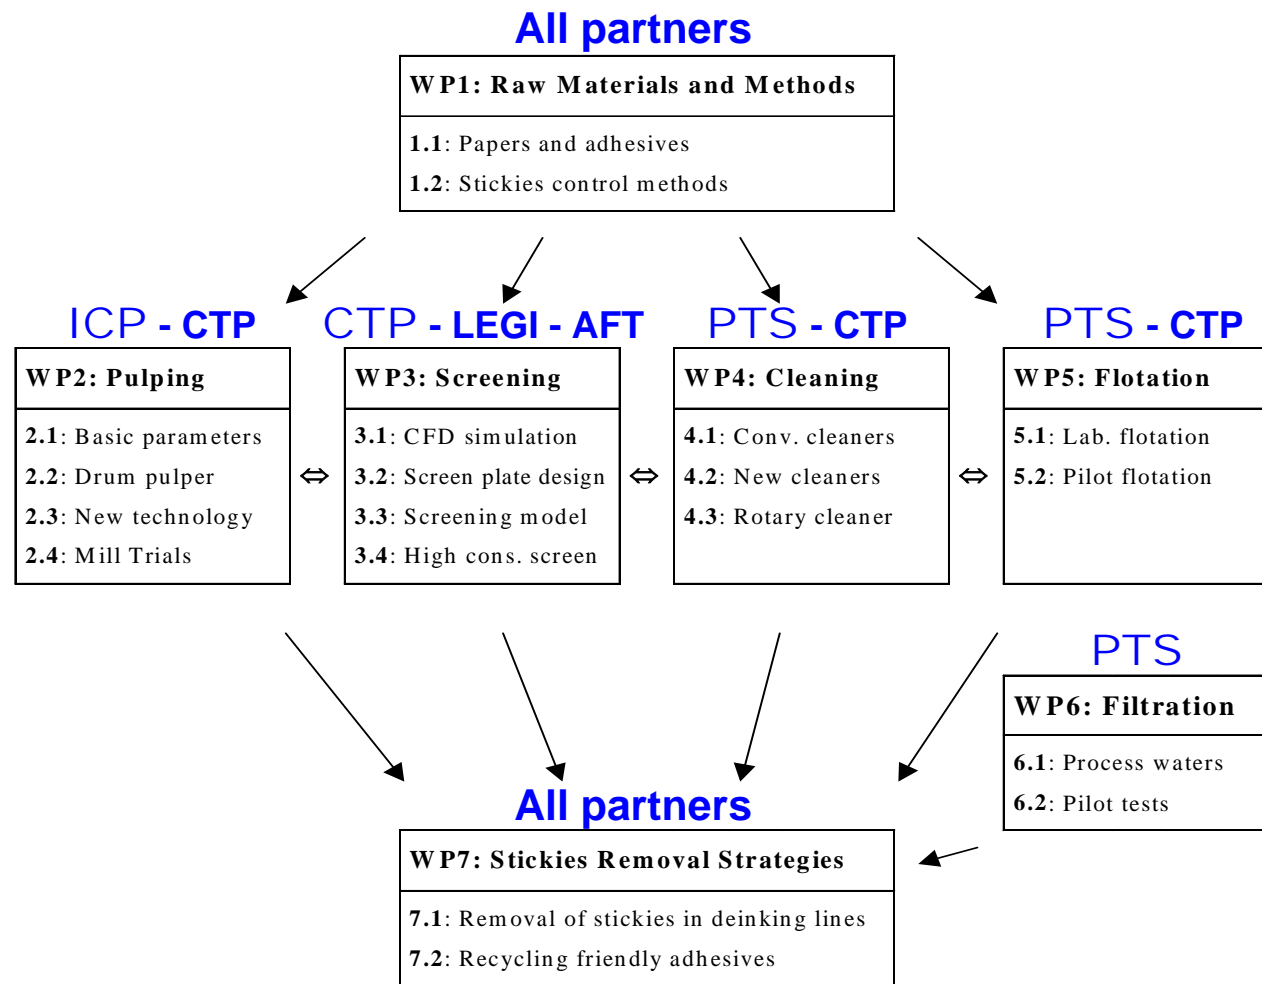 All partners
WP1: Raw Materials and Methods
1.1: Papers and adhesives
1.2: Stickies control methods
ICP - CTP
WP2: Pulping
2.1: Basic parameters
2.2: Drum pulper
2.3: New technology
2.4: Mill Trials
CTP - LEGI - AFT
WP3: Screening
3.1: CFD simulation
3.2: Screen plate design
3.3: Screening model
3.4: High cons. screen
PTS - CTP
WP4: Cleaning
4.1: Conv. cleaners
4.2: New cleaners
4.3: Rotary cleaner
PTS - CTP
WP5: Flotation
5.1: Lab. flotation
5.2: Pilot flotation
PTS
WP6: Filtration
6.1: Process waters
6.2: Pilot tests
All partners
WP7: Stickies Removal Strategies
7.1: Removal of stickies in deinking lines
7.2: Recycling friendly adhesives